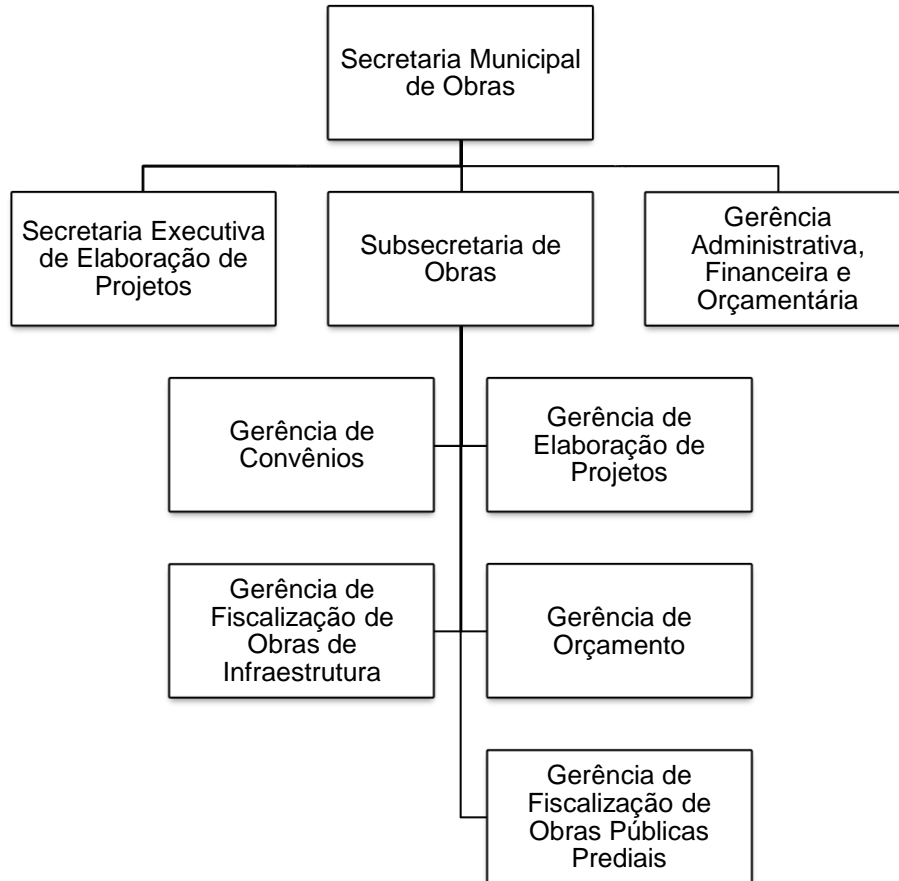 Secretaria Municipal
de Obras
Secretaria Executiva
de Elaboração de
Projetos
Subsecretaria de
Obras
Gerência
Administrativa,
Financeira e
Orçamentária
Gerência de
Convênios
Gerência de
Elaboração de
Projetos
Gerência de
Fiscalização de
Obras de
Infraestrutura
Gerência de
Orçamento
Gerência de
Fiscalização de
Obras Públicas
Prediais